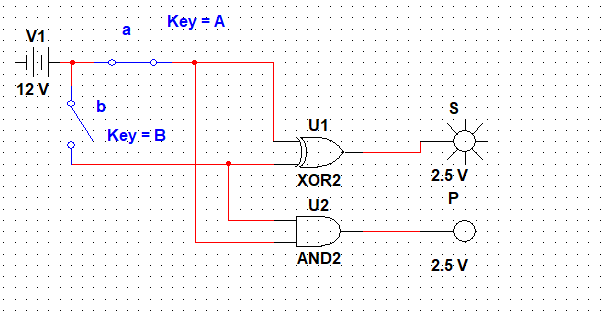 Key = A
a
V1
12 V
b
Key = B
U1
S
XOR2
2.5 V
U2
P
AND2
2.5 V